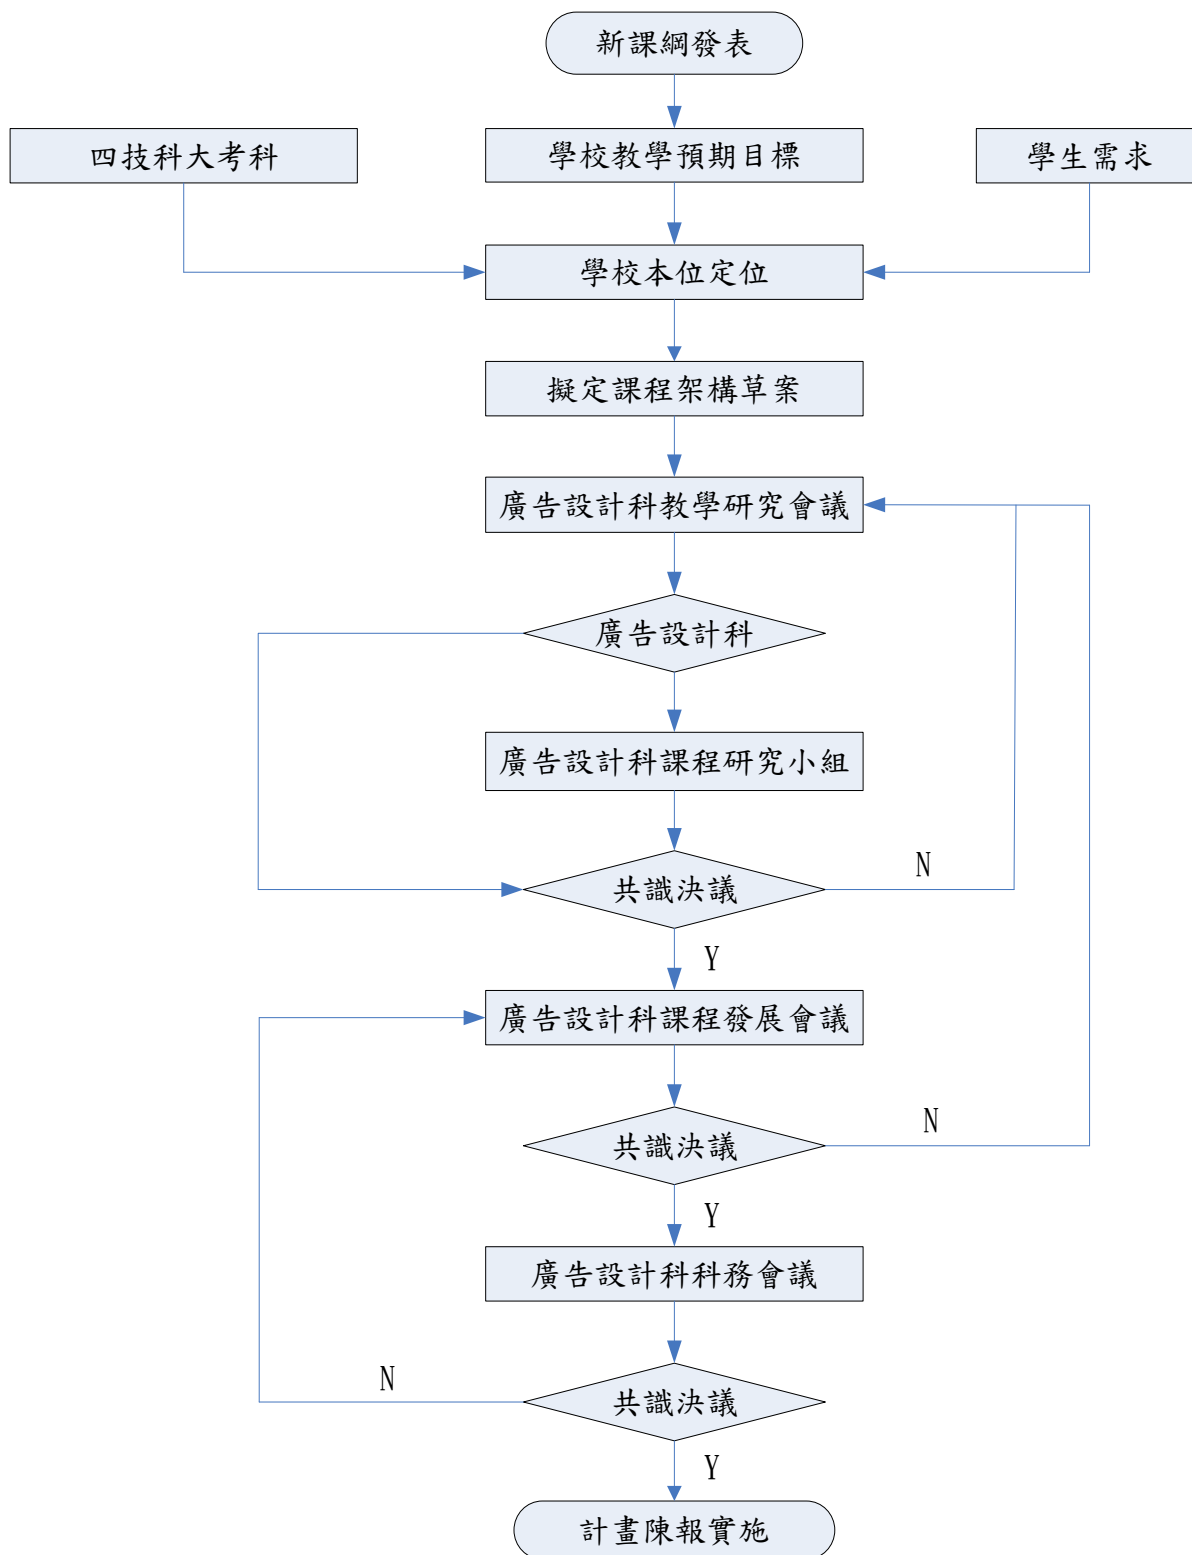 新課綱發表
四技科大考科
學校教學預期目標
學生需求
學校本位定位
擬定課程架構草案
廣告設計科教學研究會議
廣告設計科
廣告設計科課程研究小組
共識決議
N
Y
廣告設計科課程發展會議
共識決議
N
Y
廣告設計科科務會議
N
共識決議
Y
計畫陳報實施